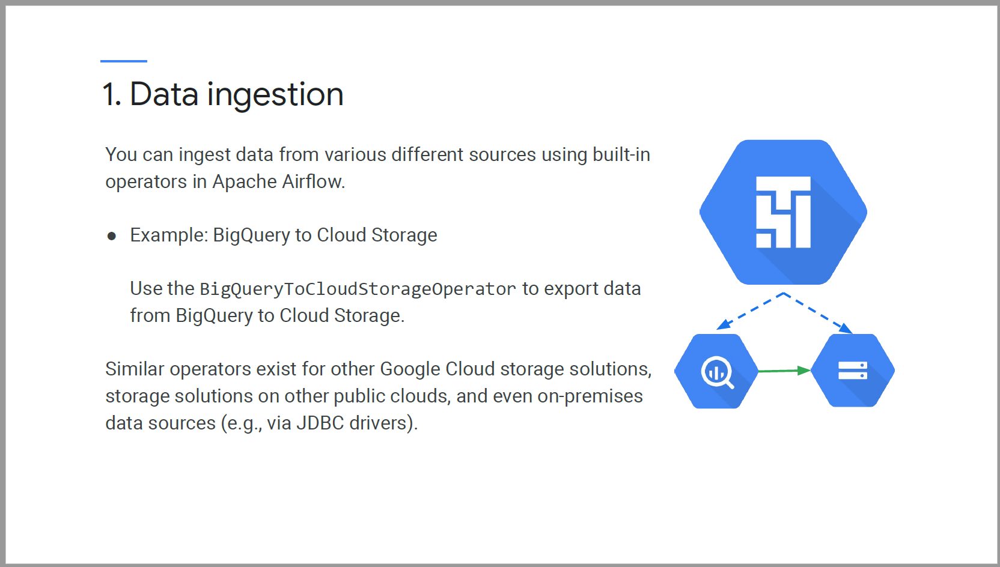 1. Data ingestion
You can ingest data from various different sources using built-in
operators in Apache Airflow.
● Example: BigQuery to Cloud Storage
Use the BigQueryToCloudStorageOperator to export data
from BigQuery to Cloud Storage.
Similar operators exist for other Google Cloud storage solutions,
storage solutions on other public clouds, and even on-premises
data sources (e.g., via JDBC drivers).